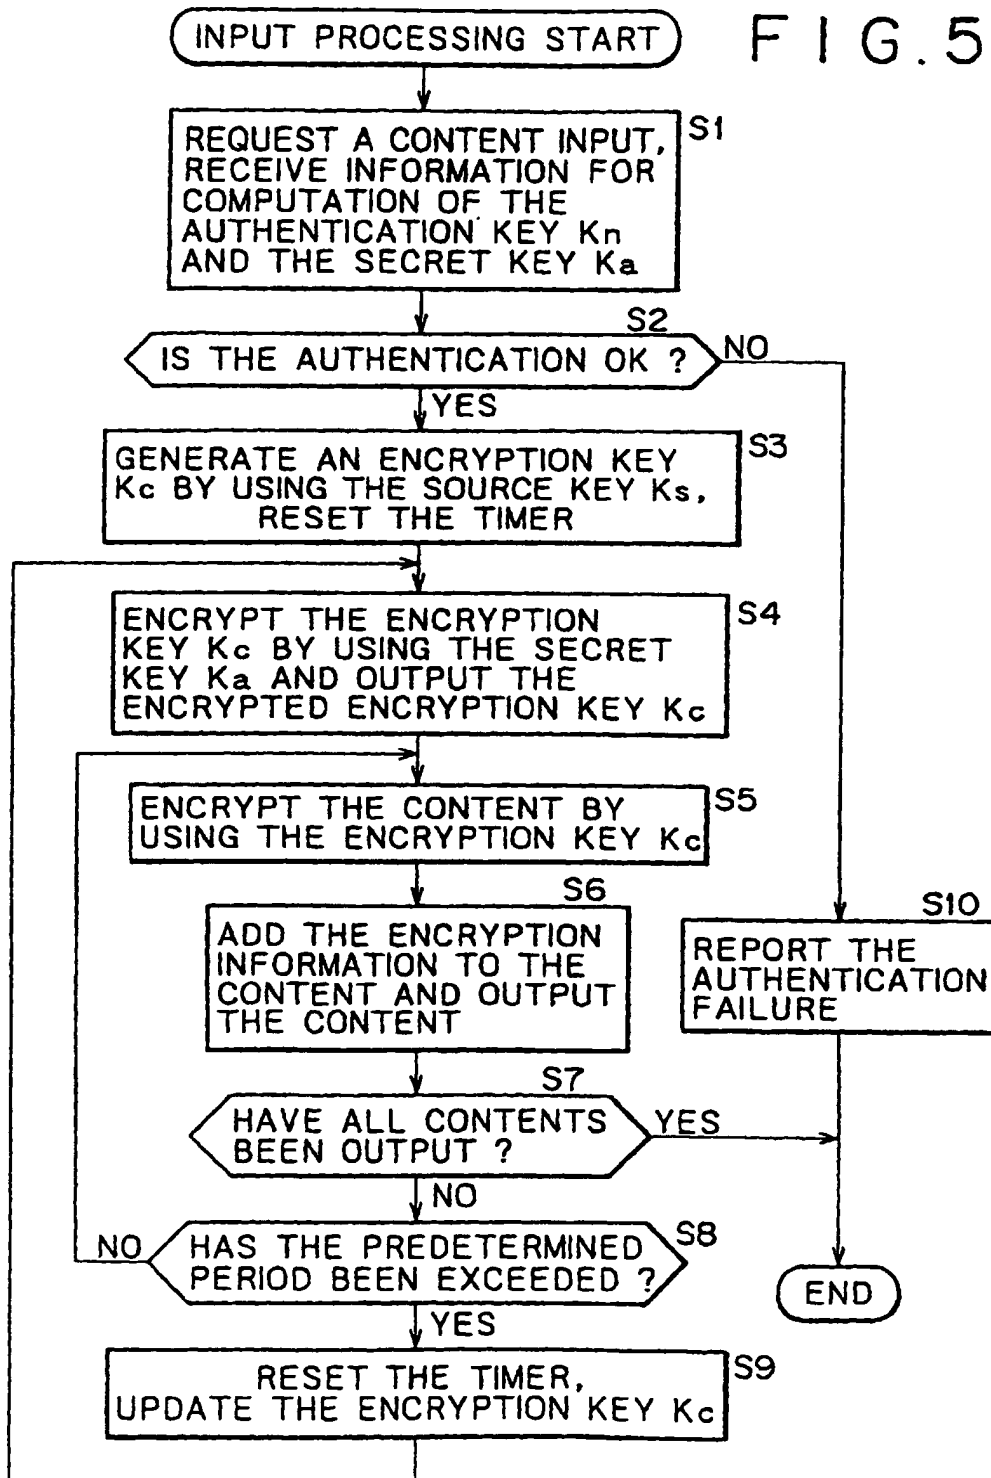 INPUT PROCESSING START
FIG.5
S1
REQUEST A CONTENT INPUT,
RECEIVE INFORMATION FOR
COMPUTATION OF THE
AUTHENTICATION KEY Kn
AND THE SECRET KEY Ka
S2
IS THE AUTHENTICATION OK ?
NO
YES
S3
GENERATE AN ENCRYPTION KEY
Kc BY USING THE SOURCE KEY Ks,
RESET THE TIMER
S4
ENCRYPT THE ENCRYPTION
KEY Kc BY USING THE SECRET
KEY Ka AND OUTPUT THE
ENCRYPTED ENCRYPTION KEY Kc
S5
ENCRYPT THE CONTENT BY
USING THE ENCRYPTION KEY Kc
S6
ADD THE ENCRYPTION
INFORMATION TO THE
CONTENT AND OUTPUT
THE CONTENT
S10
REPORT THE
AUTHENTICATION
FAILURE
S7
HAVE ALL CONTENTS
BEEN OUTPUT ?
YES
NO
S8
HAS THE PREDETERMINED
PERIOD BEEN EXCEEDED ?
NO
YES
END
S9
RESET THE TIMER,
UPDATE THE ENCRYPTION KEY Kc